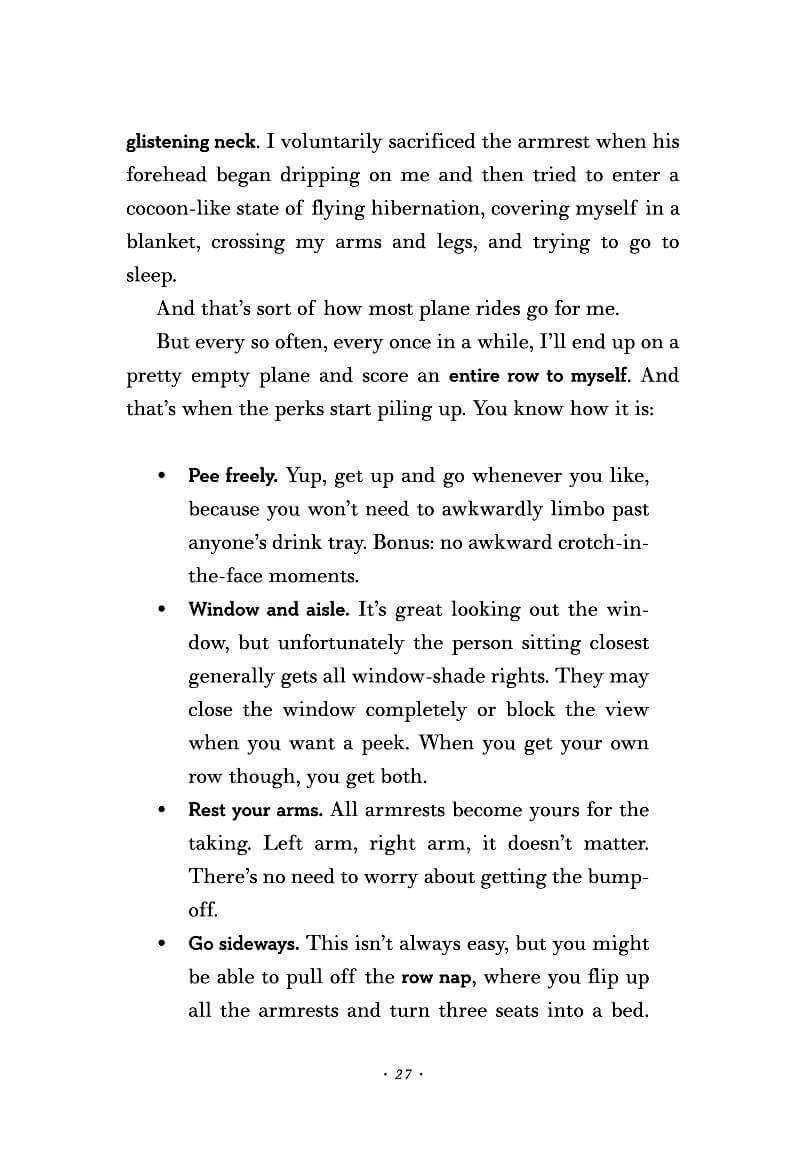 glistening neck. I voluntarily sacrificed the armrest when his
forehead began dripping on me and then tried to enter a
cocoon-like state of flying hibernation, covering myself in a
blanket, crossing my arms and legs, and trying to go to
sleep.
And that’s sort of how most plane rides go for me.
But every so often, every once in a while, I’ll end up on a
pretty empty plane and score an entire row to myself. And
that’s when the perks start piling up. You know how it is:
• Pee freely. Yup, get up and go whenever you like,
because you won’t need to awkwardly limbo past
anyone’s drink tray. Bonus: no awkward crotch-in-
the-face moments.
• Window and aisle. It’s great looking out the win-
dow, but unfortunately the person sitting closest
generally gets all window-shade rights. They may
close the window completely or block the view
when you want a peek. When you get your own
row though, you get both.
• Rest your arms. All armrests become yours for the
taking. Left arm, right arm, it doesn’t matter.
There’s no need to worry about getting the bump-
off.
• Go sideways. This isn’t always easy, but you might
be able to pull off the row nap, where you flip up
all the armrests and turn three seats into a bed.
· 27 ·